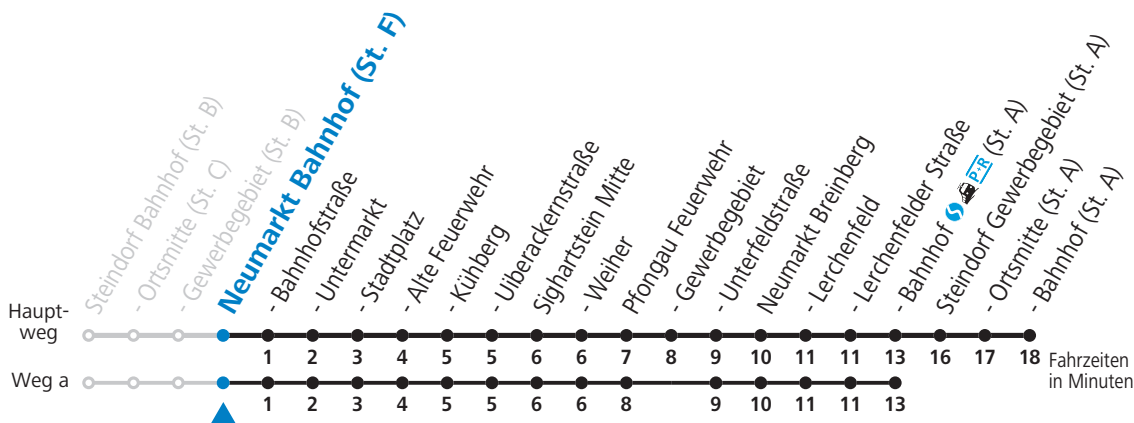 Steindorf Bahnhof (St. B)
- Ortsmitte (St. C)
- Gewerbegebiet (St. B)
Neumarkt Bahnhof (St. F)
- Bahnhofstraße
- Untermarkt
- Stadtplatz
- Alte Feuerwehr
- Kühberg
- Uiberackernstraße
Sighartstein Mitte
- Weiher
Pfongau Feuerwehr
- Gewerbegebiet
- Unterfeldstraße
Neumarkt Breinberg
- Lerchenfeld
- Lerchenfelder Straße
- Bahnhof S P+R (St. A)
Steindorf Gewerbegebiet (St. A)
- Ortsmitte (St. A)
- Bahnhof (St. A)
Haupt-
weg
1 2 3 4 5 5 6 6 7 8 9 10 11 11 13 16 17 18
Fahrzeiten
in Minuten
Weg a
1 2 3 4 5 5 6 6 8 9 10 11 11 13